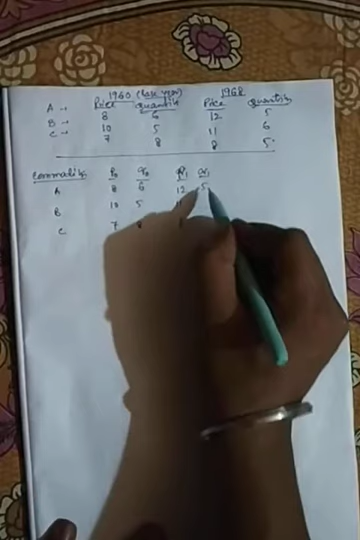 1960 (base year) 1968
Price Quantity Price Quantity
A → 8 6 12 5
B → 10 5 11 6
C → 7 8 8 5
Commodity P₀ q₀ P₁ q₁
A 8 6 12 5
B 10 5
C 7